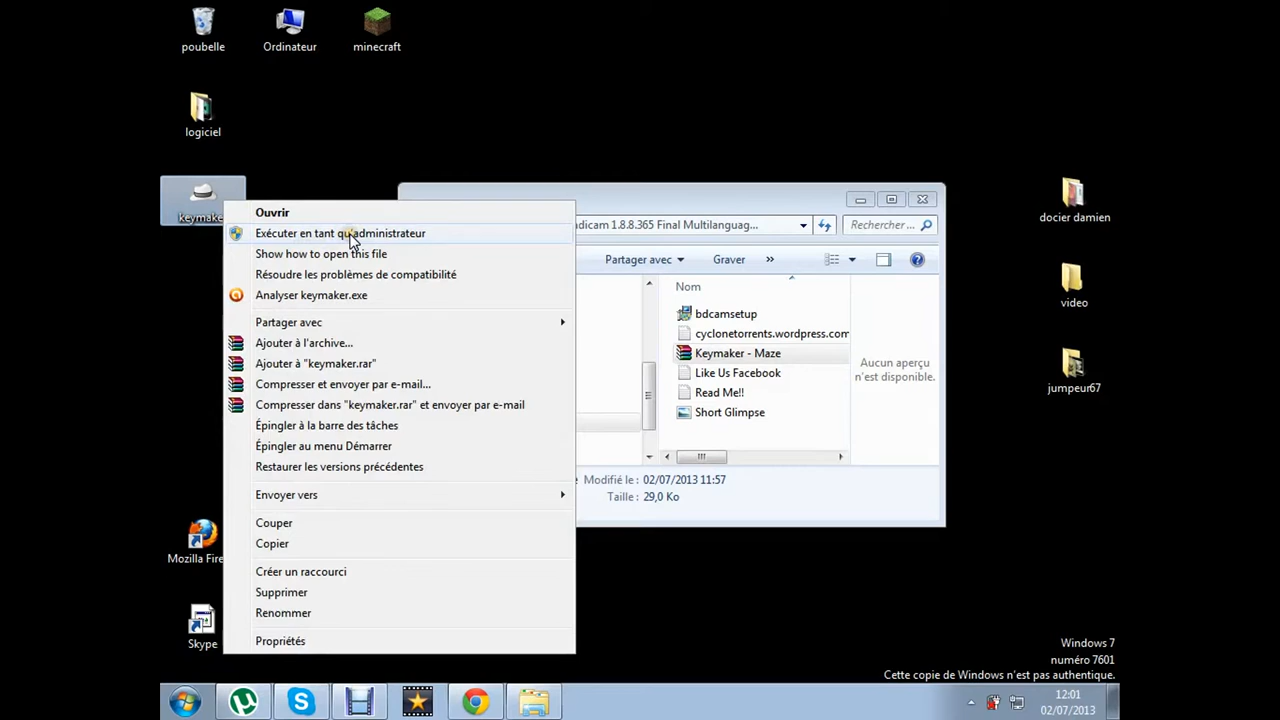 poubelle
Ordinateur
minecraft
logiciel
keymake
Ouvrir
Exécuter en tant qu'administrateur
Show how to open this file
Résoudre les problèmes de compatibilité
Analyser keymaker.exe
Partager avec
Ajouter à l'archive...
Ajouter à "keymaker.rar"
Compresser et envoyer par e-mail...
Compresser dans "keymaker.rar" et envoyer par e-mail
Épingler à la barre des tâches
Épingler au menu Démarrer
Restaurer les versions précédentes
Envoyer vers
Couper
Copier
Créer un raccourci
Supprimer
Renommer
Propriétés
Mozilla Fire
Skype
ndicam 1.8.8.365 Final Multilanguag...
Rechercher ...
Partager avec
Graver
»
Nom
bdcamsetup
cyclonetorrents.wordpress.com
Keymaker - Maze
Like Us Facebook
Read Me!!
Short Glimpse
Aucun aperçu
n'est disponible.
Modifié le : 02/07/2013 11:57
Taille : 29,0 Ko
docier damien
video
jumpeur67
Windows 7
numéro 7601
Cette copie de Windows n'est pas authentique.
12:01
02/07/2013